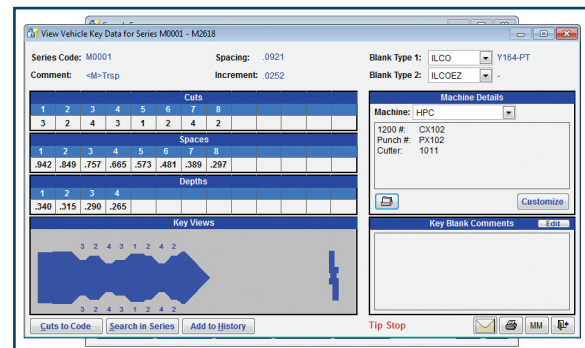 View Vehicle Key Data for Series M0001 - M2618
Series Code: M0001 Spacing: .0921 Blank Type 1: ILCO Y164-PT
Comment: <M>Trsp Increment: .0252 Blank Type 2: ILCOEZ -
Cuts
1 2 3 4 5 6 7 8
3 2 4 3 1 2 4 2
Spaces
1 2 3 4 5 6 7 8
.942 .849 .757 .665 .573 .481 .389 .297
Depths
1 2 3 4
.340 .315 .290 .265
Machine Details
Machine: HPC
1200 #: CX102
Punch #: PX102
Cutter: 1011
Customize
Key Views
3 2 4 3 1 2 4 2
3 2 4 3 1 2 4 2
Key Blank Comments Edit
Cuts to Code Search in Series Add to History Tip Stop MM